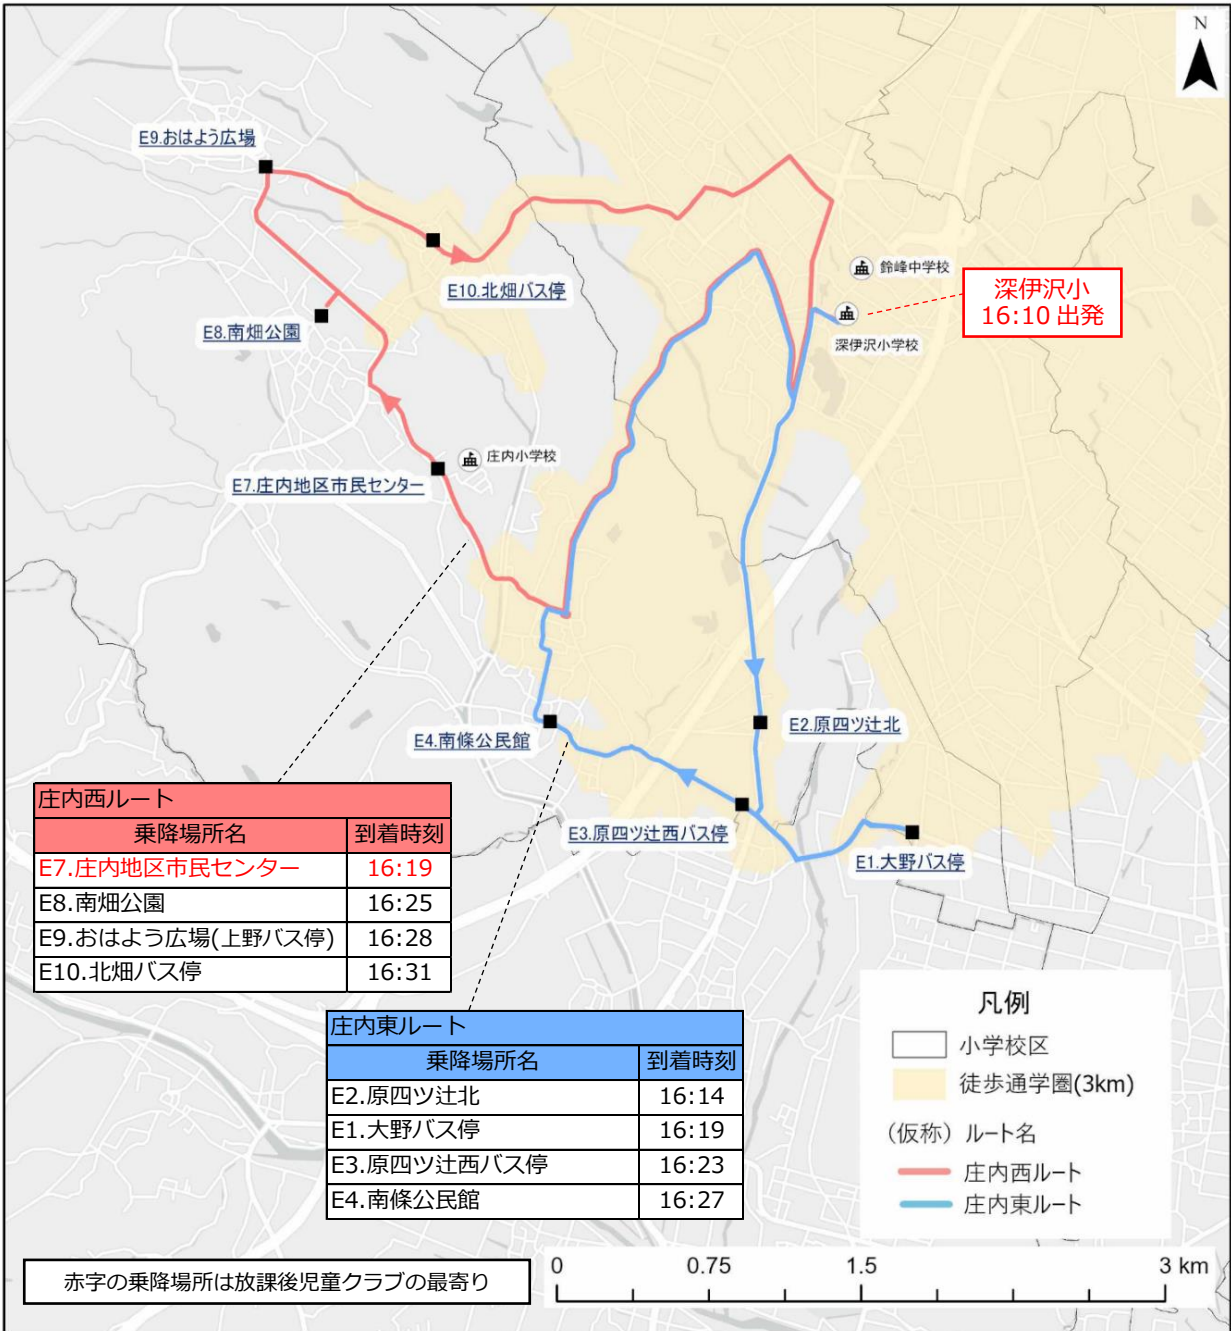 N
E9.おはよう広場
E10.北畑バス停
鈴峰中学校
深伊沢小
16:10 出発
深伊沢小学校
E8.南畑公園
庄内小学校
E7.庄内地区市民センター
E4.南條公民館
E2.原四ツ辻北
E3.原四ツ辻西バス停
E1.大野バス停
庄内西ルート
乗降場所名 到着時刻
E7.庄内地区市民センター 16:19
E8.南畑公園 16:25
E9.おはよう広場(上野バス停) 16:28
E10.北畑バス停 16:31
庄内東ルート
乗降場所名 到着時刻
E2.原四ツ辻北 16:14
E1.大野バス停 16:19
E3.原四ツ辻西バス停 16:23
E4.南條公民館 16:27
凡例
小学校区
徒歩通学圏(3km)
(仮称) ルート名
庄内西ルート
庄内東ルート
赤字の乗降場所は放課後児童クラブの最寄り
0 0.75 1.5 3 km